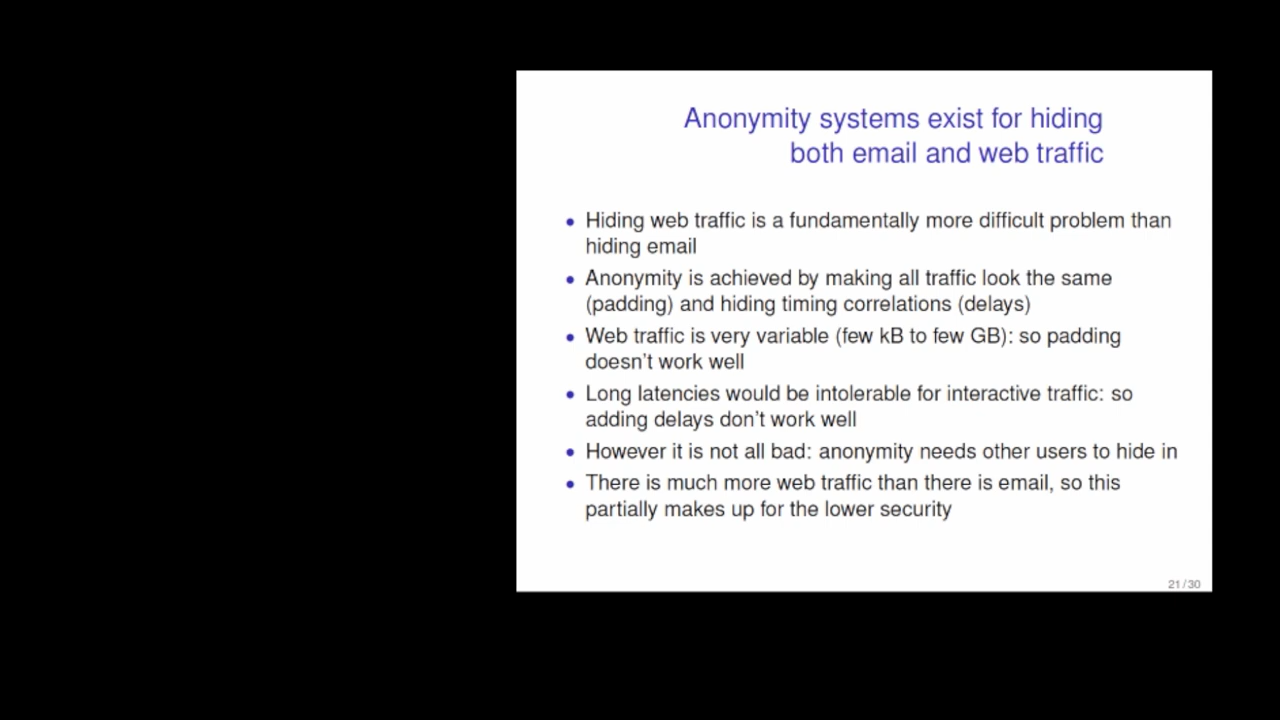 Anonymity systems exist for hiding
both email and web traffic
• Hiding web traffic is a fundamentally more difficult problem than
hiding email
• Anonymity is achieved by making all traffic look the same
(padding) and hiding timing correlations (delays)
• Web traffic is very variable (few kB to few GB): so padding
doesn't work well
• Long latencies would be intolerable for interactive traffic: so
adding delays don't work well
• However it is not all bad: anonymity needs other users to hide in
• There is much more web traffic than there is email, so this
partially makes up for the lower security
21/30